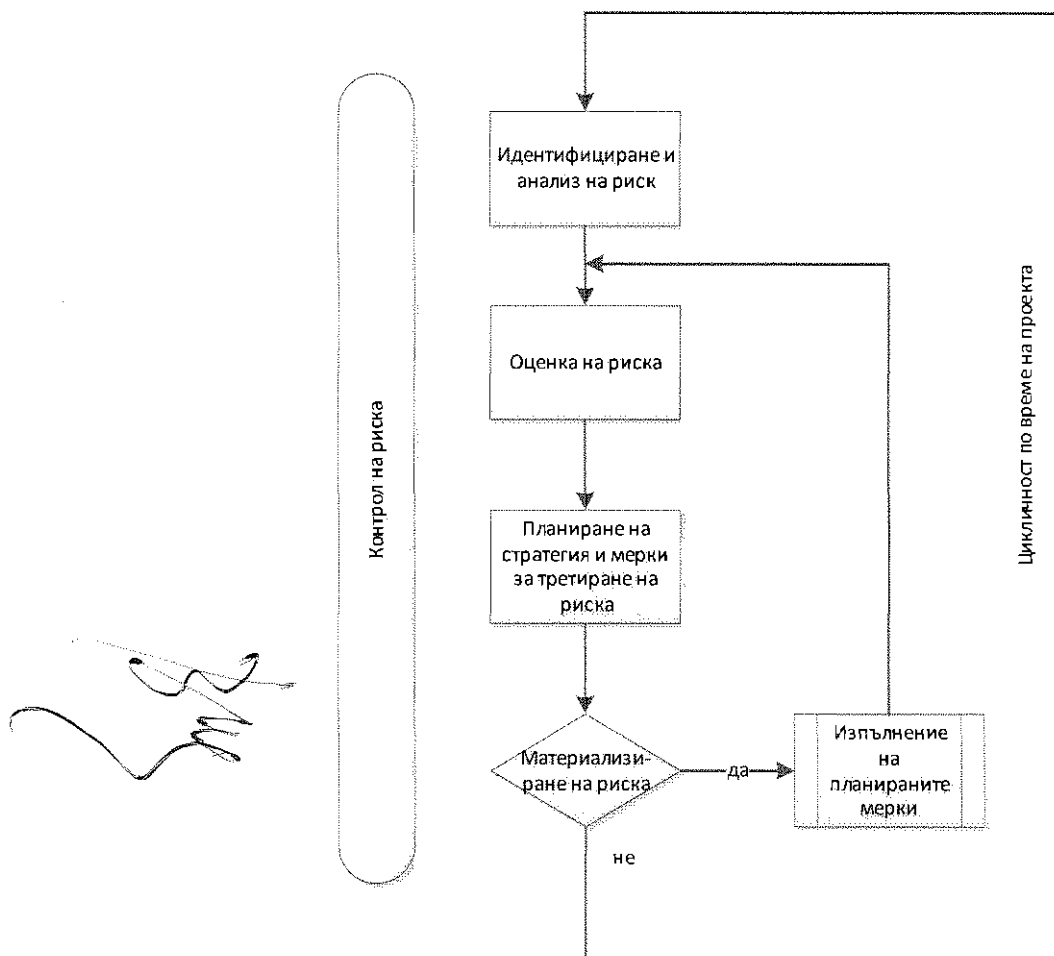 Идентифициране и
анализ на риск
Оценка на риска
Планиране на
стратегия и мерки
за третиране на
риска
Материализи-
ране на риска
да
Изпълнение
на
планираните
мерки
не
Контрол на риска
Цикличност по време на проекта